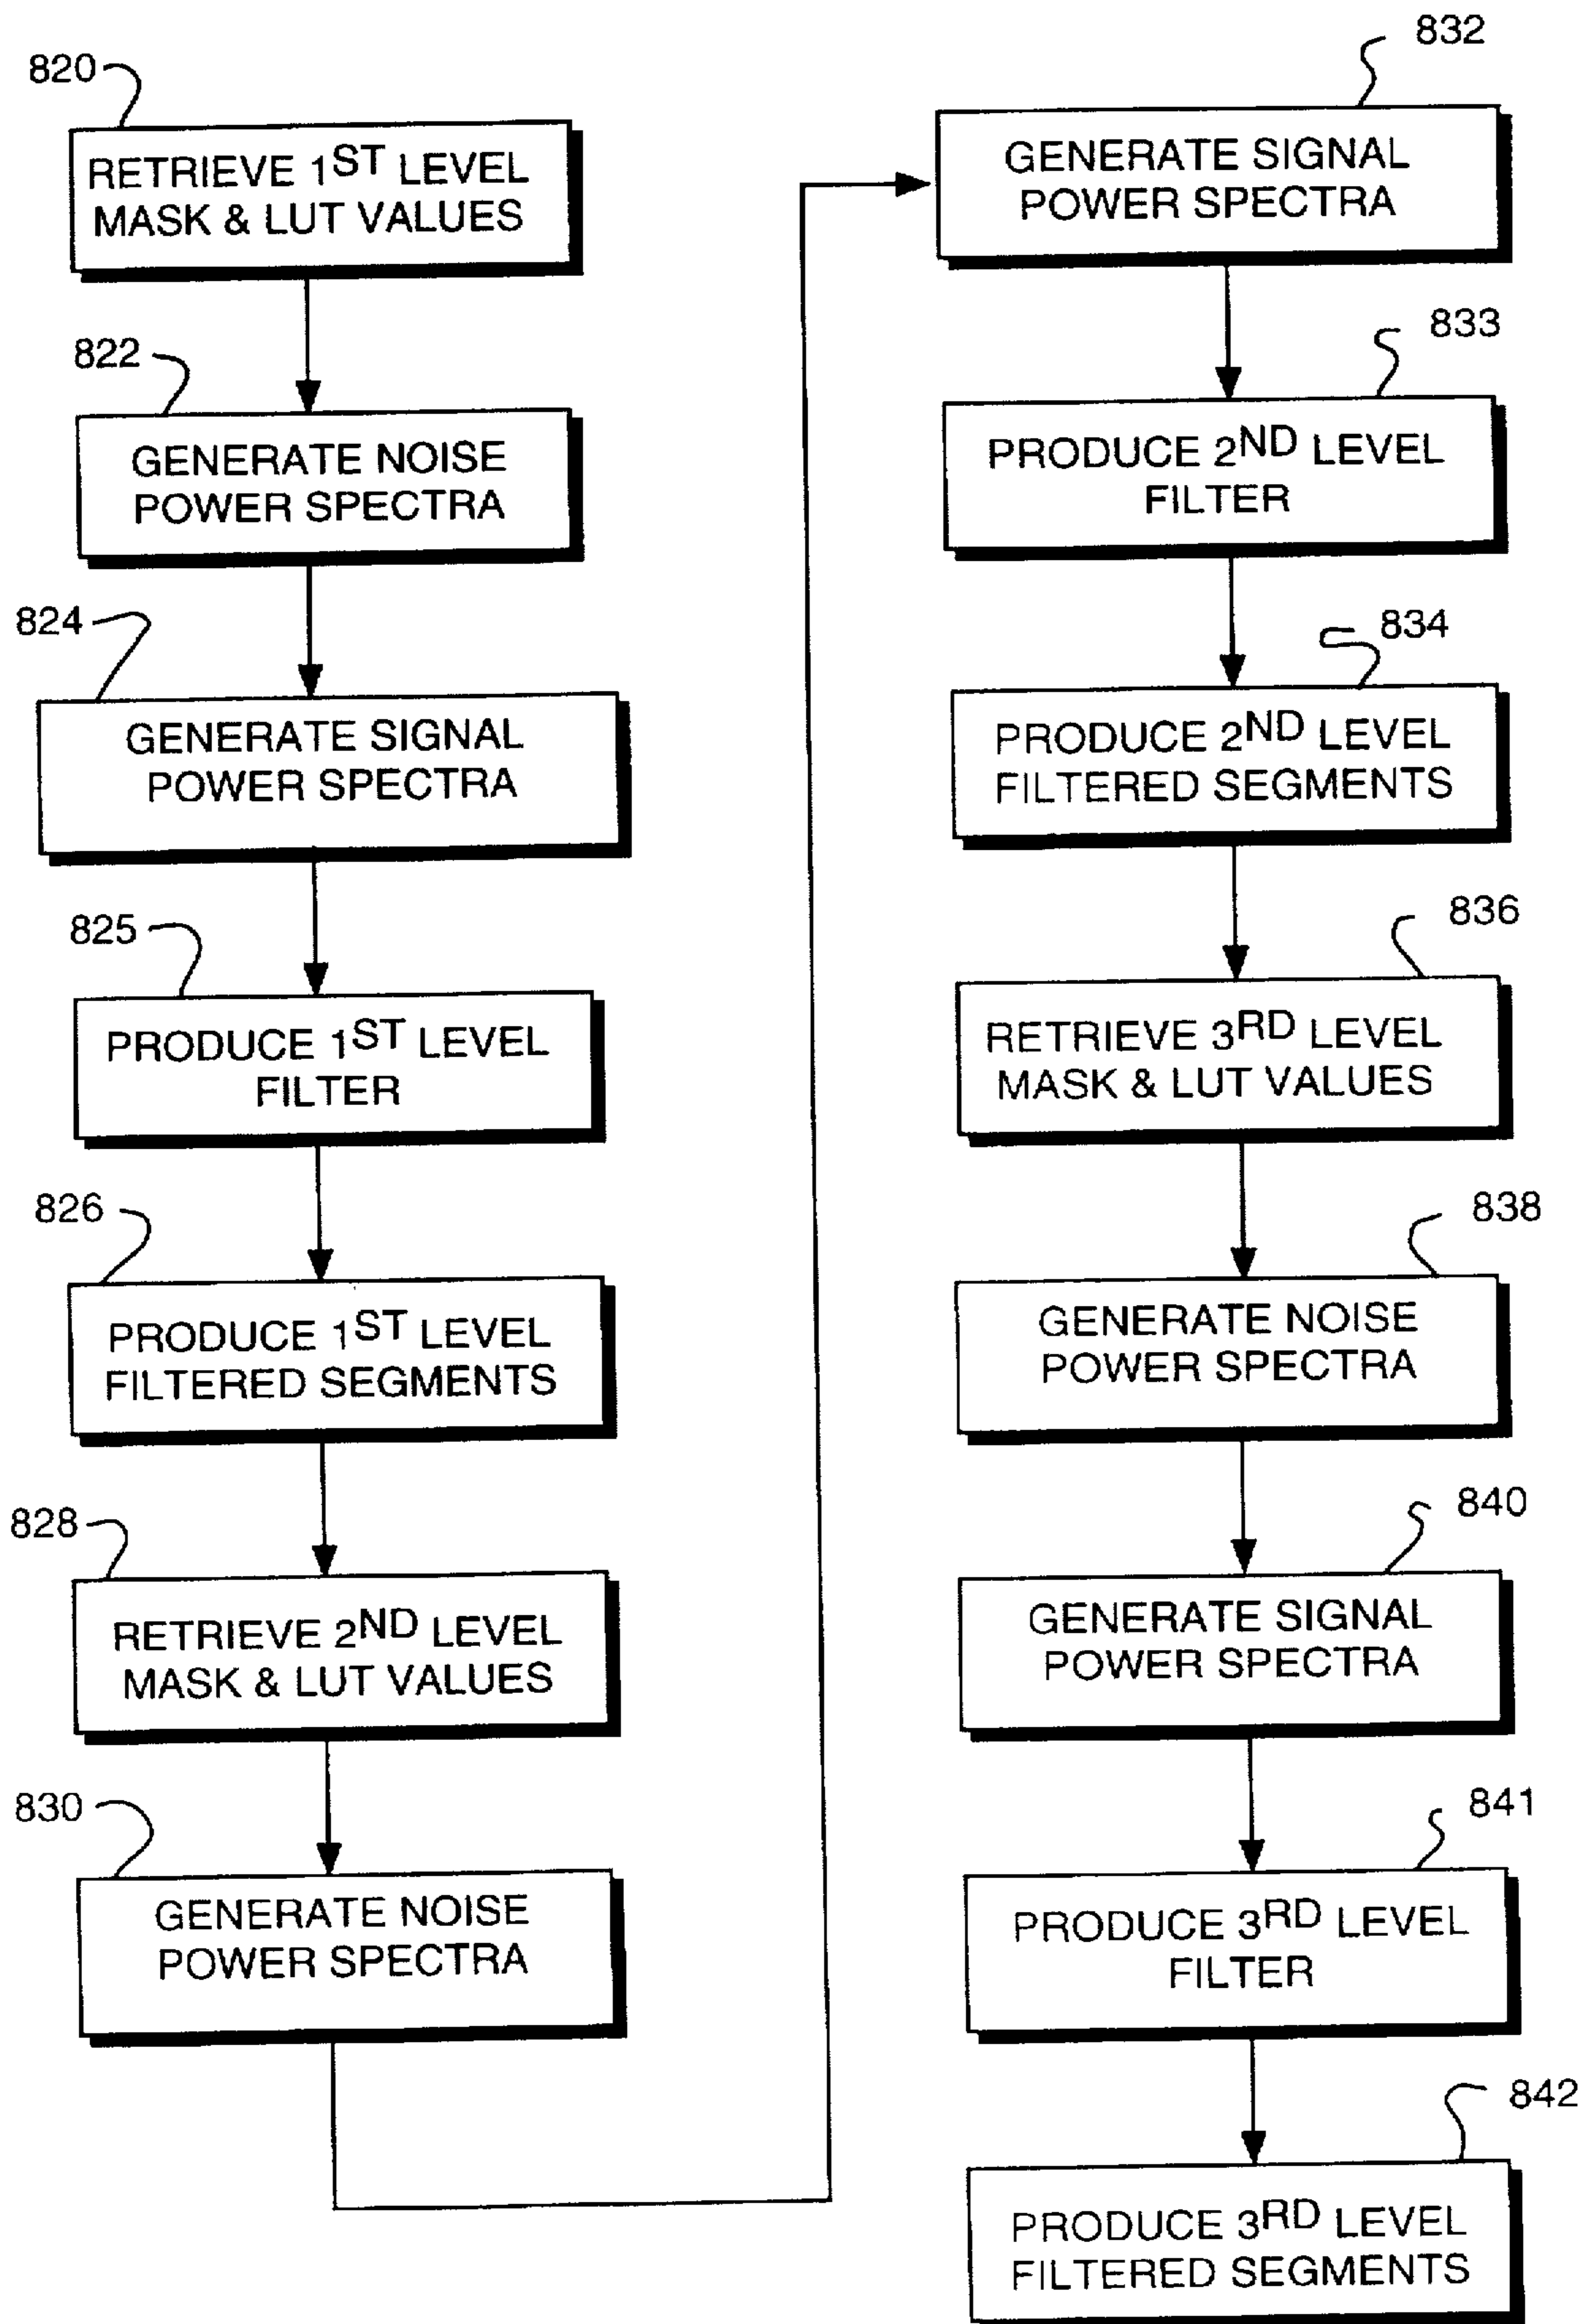 820
RETRIEVE 1ST LEVEL
MASK & LUT VALUES
822
GENERATE NOISE
POWER SPECTRA
824
GENERATE SIGNAL
POWER SPECTRA
825
PRODUCE 1ST LEVEL
FILTER
826
PRODUCE 1ST LEVEL
FILTERED SEGMENTS
828
RETRIEVE 2ND LEVEL
MASK & LUT VALUES
830
GENERATE NOISE
POWER SPECTRA
832
GENERATE SIGNAL
POWER SPECTRA
833
PRODUCE 2ND LEVEL
FILTER
834
PRODUCE 2ND LEVEL
FILTERED SEGMENTS
836
RETRIEVE 3RD LEVEL
MASK & LUT VALUES
838
GENERATE NOISE
POWER SPECTRA
840
GENERATE SIGNAL
POWER SPECTRA
841
PRODUCE 3RD LEVEL
FILTER
842
PRODUCE 3RD LEVEL
FILTERED SEGMENTS